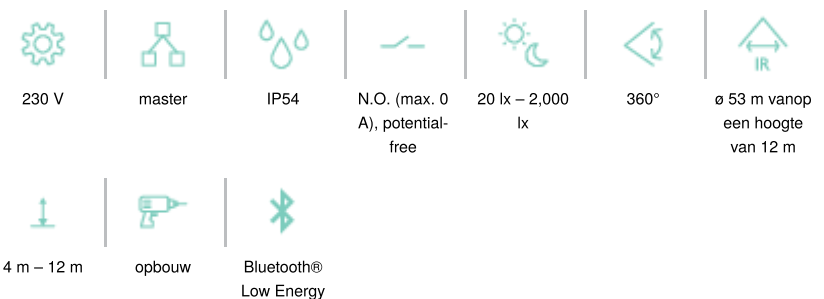 IR
230 V
master
IP54
N.O. (max. 0
A), potential-
free
20 lx – 2,000
lx
360°
ø 53 m vanop
een hoogte
van 12 m
4 m – 12 m
opbouw
Bluetooth®
Low Energy